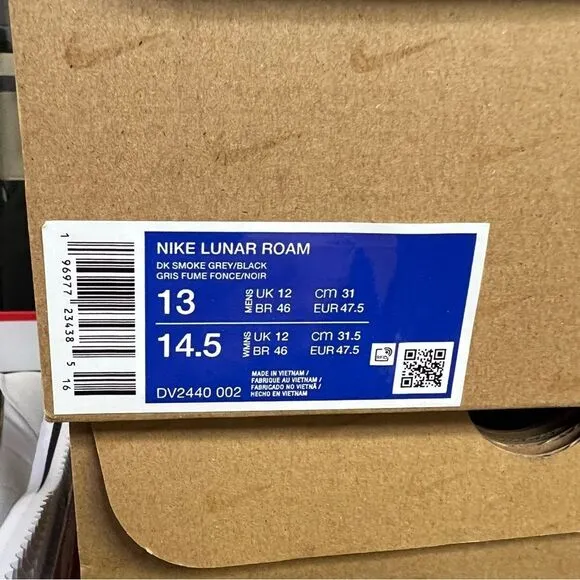 NIKE LUNAR ROAM
DK SMOKE GREY/BLACK
GRIS FUME FONCE/NOIR
13 MENS UK 12 CM 31
BR 46 EUR 47.5
14.5 WMNS UK 12 CM 31.5
BR 46 EUR 47.5
DV2440 002
MADE IN VIETNAM /
FABRIQUE AU VIETNAM /
FABRICADO NO VIETNÃ /
HECHO EN VIETNAM
1 96977 23438 5 16